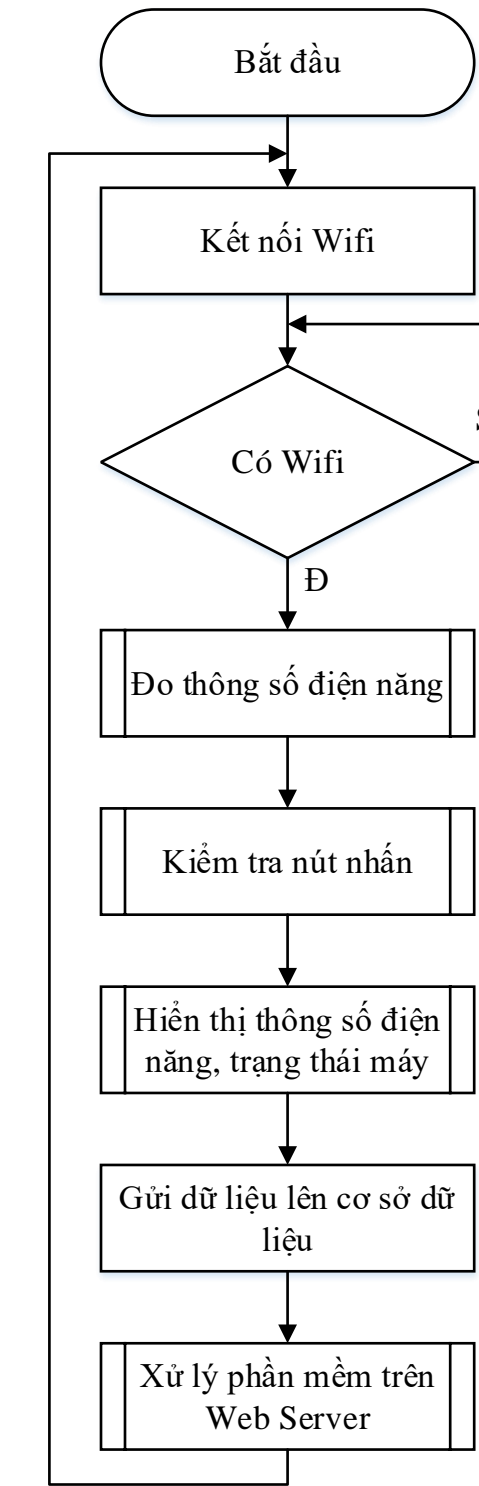 Bắt đầu
Kết nối Wifi
Có Wifi
Đ
Đo thông số điện năng
Kiểm tra nút nhấn
Hiển thị thông số điện
năng, trạng thái máy
Gửi dữ liệu lên cơ sở dữ
liệu
Xử lý phần mềm trên
Web Server